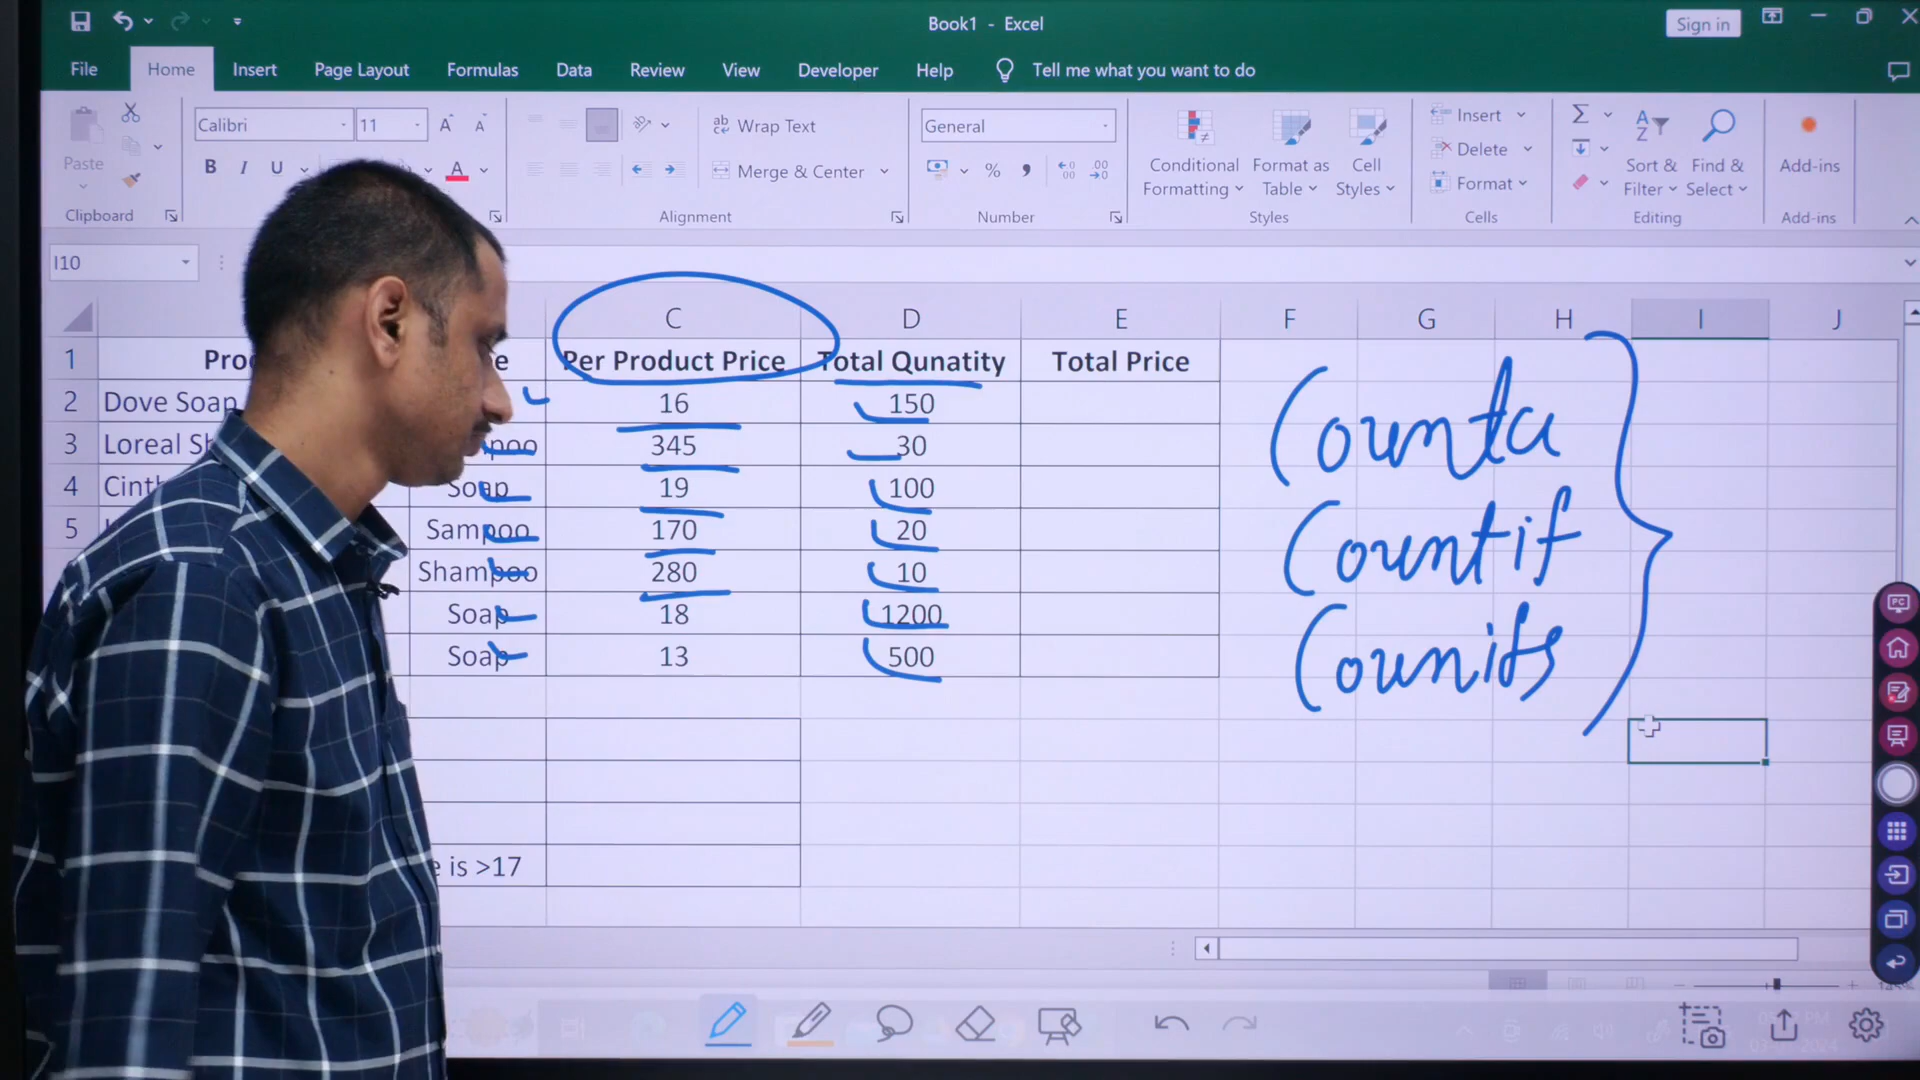 Book1 - Excel
Sign in
File Home Insert Page Layout Formulas Data Review View Developer Help Tell me what you want to do
Calibri 11
Wrap Text
General
Insert
Paste
B I U A
Merge & Center
%
Conditional Formatting
Format as Table
Cell Styles
Delete
Format
Sort & Filter
Find & Select
Add-ins
Clipboard Alignment Number Styles Cells Editing Add-ins
I10
C D E F G H I J
1 Per Product Price Total Qunatity Total Price
2 Dove Soap 16 150
3 Loreal 345 30
4 Soap 19 100
5 Sampoo 170 20
Shampoo 280 10
Soap 18 1200
Soap 13 500
is >17
Counta
Countif
Counifs
PC